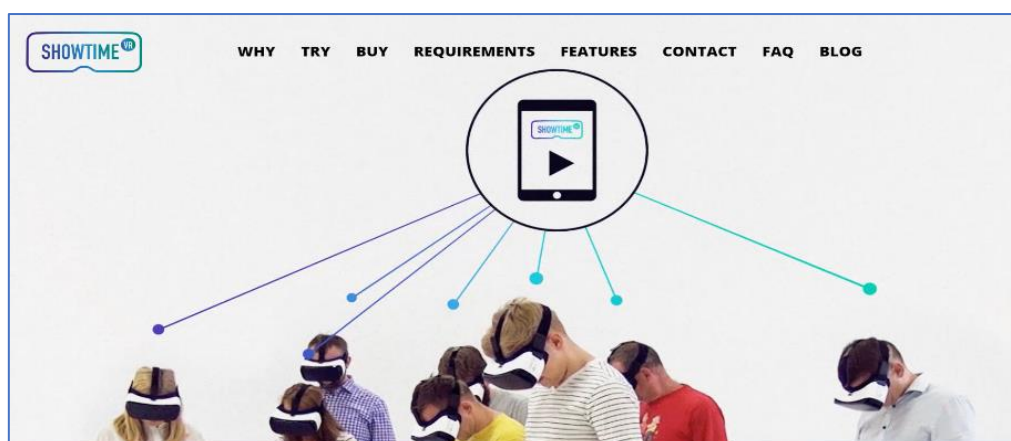 SHOWTIME VR
WHY TRY BUY REQUIREMENTS FEATURES CONTACT FAQ BLOG
SHOWTIME VR